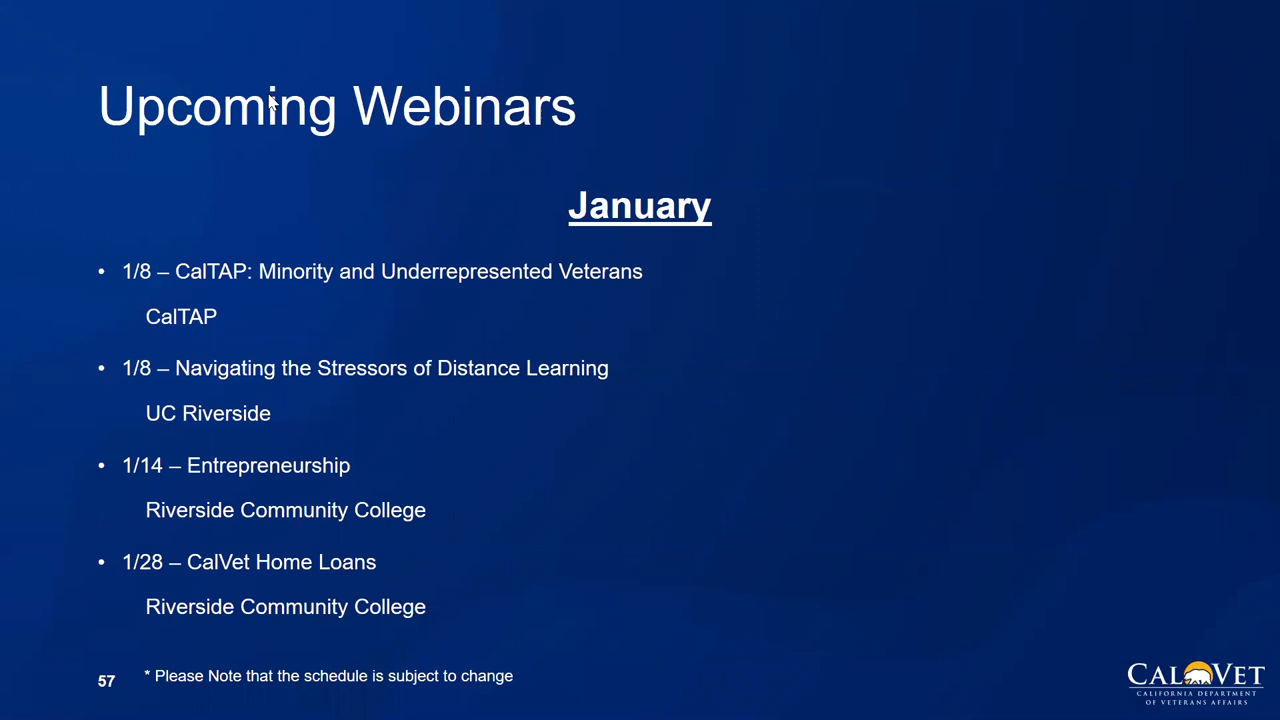 Upcoming Webinars
January
• 1/8 – CalTAP: Minority and Underrepresented Veterans
CalTAP
• 1/8 – Navigating the Stressors of Distance Learning
UC Riverside
• 1/14 – Entrepreneurship
Riverside Community College
• 1/28 – CalVet Home Loans
Riverside Community College
57 * Please Note that the schedule is subject to change
CALVET
CALIFORNIA DEPARTMENT
OF VETERANS AFFAIRS